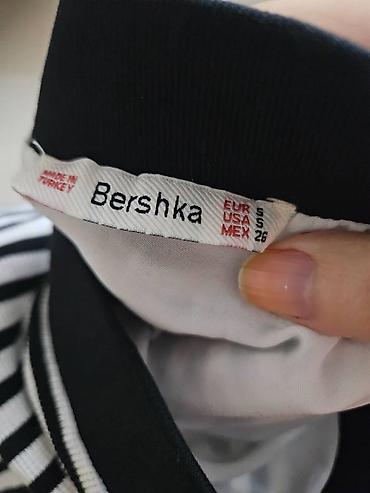 MADE IN
TURKEY
Bershka
EUR S
USA S
MEX 26